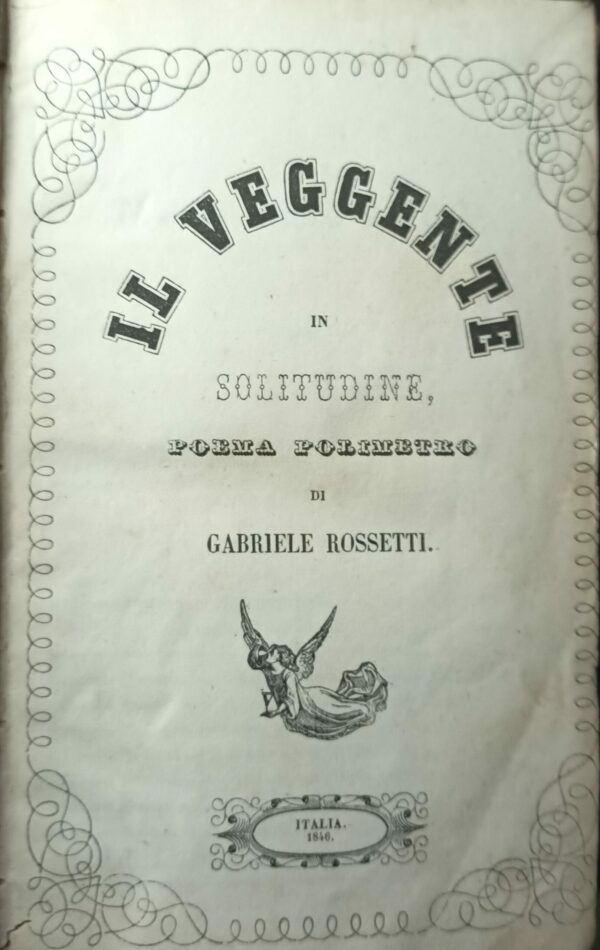 IL VEGGENTE
IN
SOLITUDINE,
POEMA POLIMETRO
DI
GABRIELE ROSSETTI.
ITALIA.
1846.